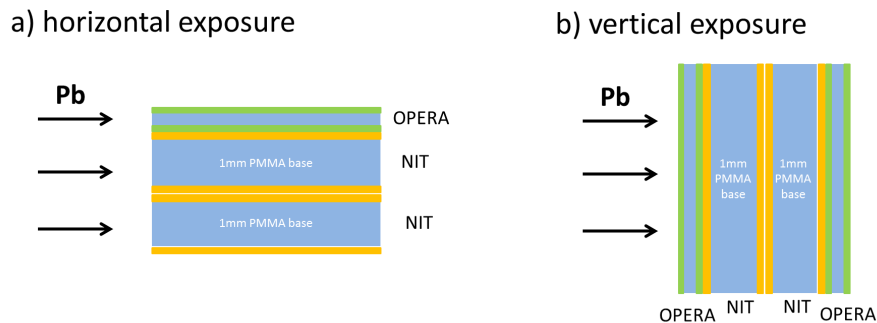 a) horizontal exposure
Pb
OPERA
1mm PMMA base
NIT
1mm PMMA base
NIT
b) vertical exposure
Pb
1mm
PMMA
base
1mm
PMMA
base
OPERA
NIT
NIT
OPERA